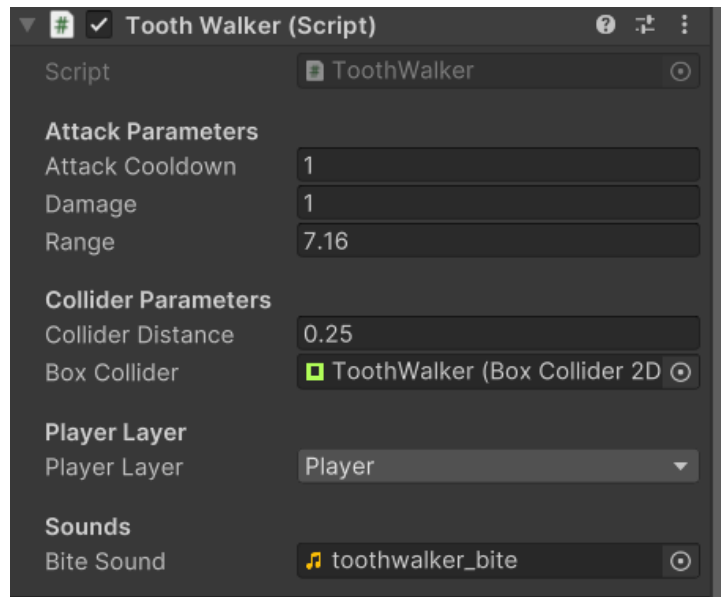 Tooth Walker (Script)
Script ToothWalker
Attack Parameters
Attack Cooldown 1
Damage 1
Range 7.16
Collider Parameters
Collider Distance 0.25
Box Collider ToothWalker (Box Collider 2D
Player Layer
Player Layer Player
Sounds
Bite Sound toothwalker_bite